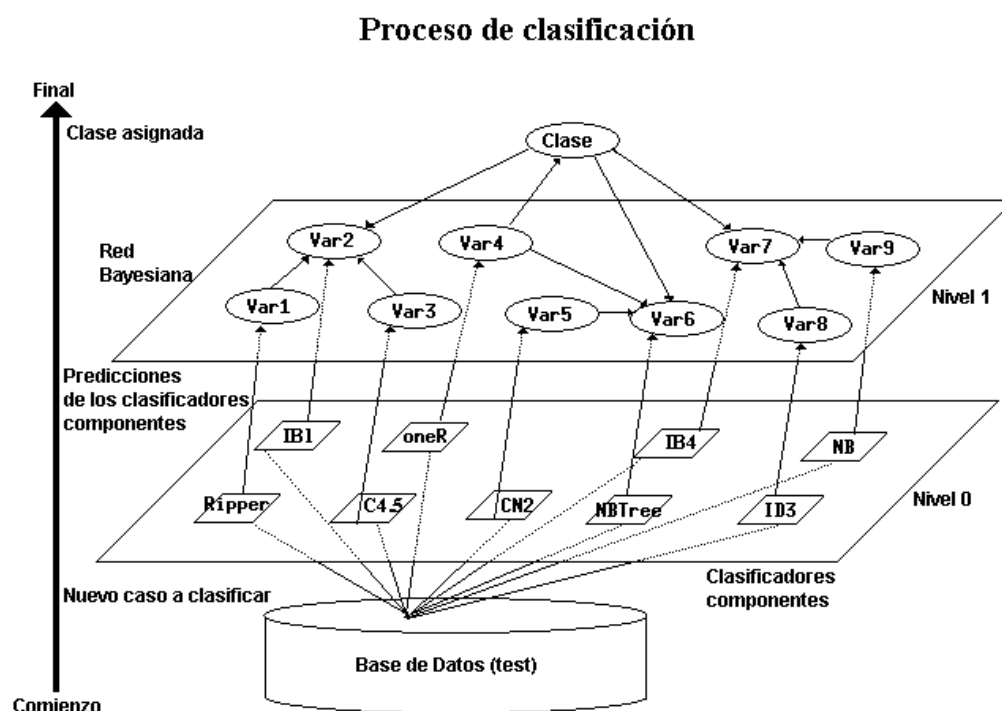 Proceso de clasificación
Final
Clase asignada
Clase
Var2
Var4
Var7
Var9
Red
Bayesiana
Var1
Var3
Var5
Var6
Var8
Nivel 1
Predicciones
de los clasificadores
componentes
IB1
oneR
IB4
NB
Ripper
C4.5
CN2
NBTree
ID3
Nivel 0
Nuevo caso a clasificar
Clasificadores
componentes
Base de Datos (test)
Comienzo